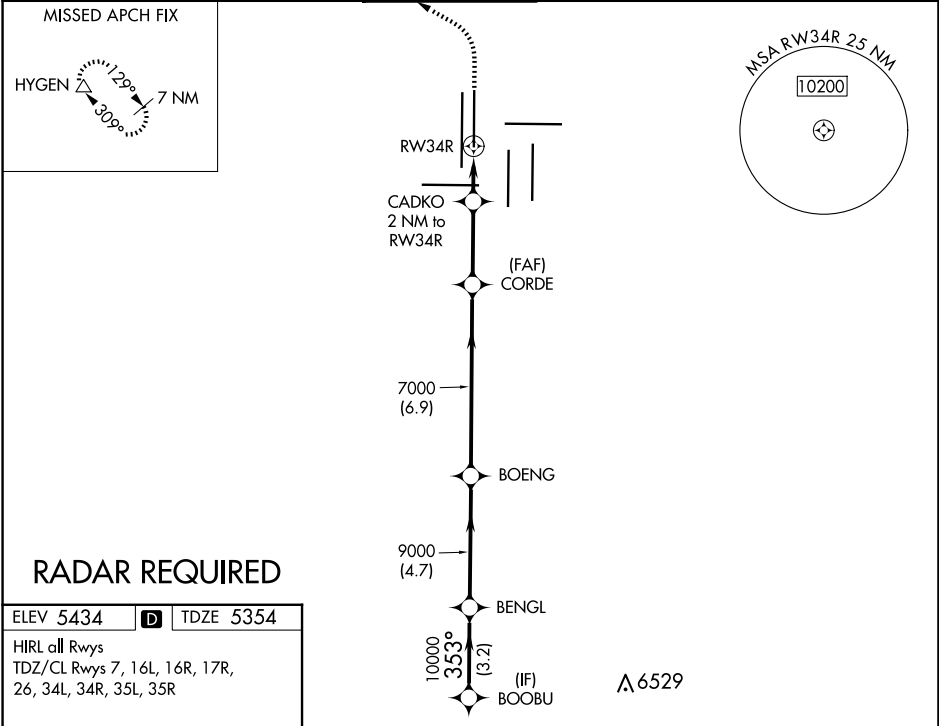 MISSED APCH FIX
HYGEN
129°
309°
7 NM
MSA RW34R 25 NM
10200
RW34R
CADKO
2 NM to
RW34R
(FAF)
CORDE
7000
(6.9)
BOENG
9000
(4.7)
BENGL
10000
353°
(3.2)
(IF)
BOOBU
6529
RADAR REQUIRED
ELEV 5434 D TDZE 5354
HIRL all Rwys
TDZ/CL Rwys 7, 16L, 16R, 17R,
26, 34L, 34R, 35L, 35R